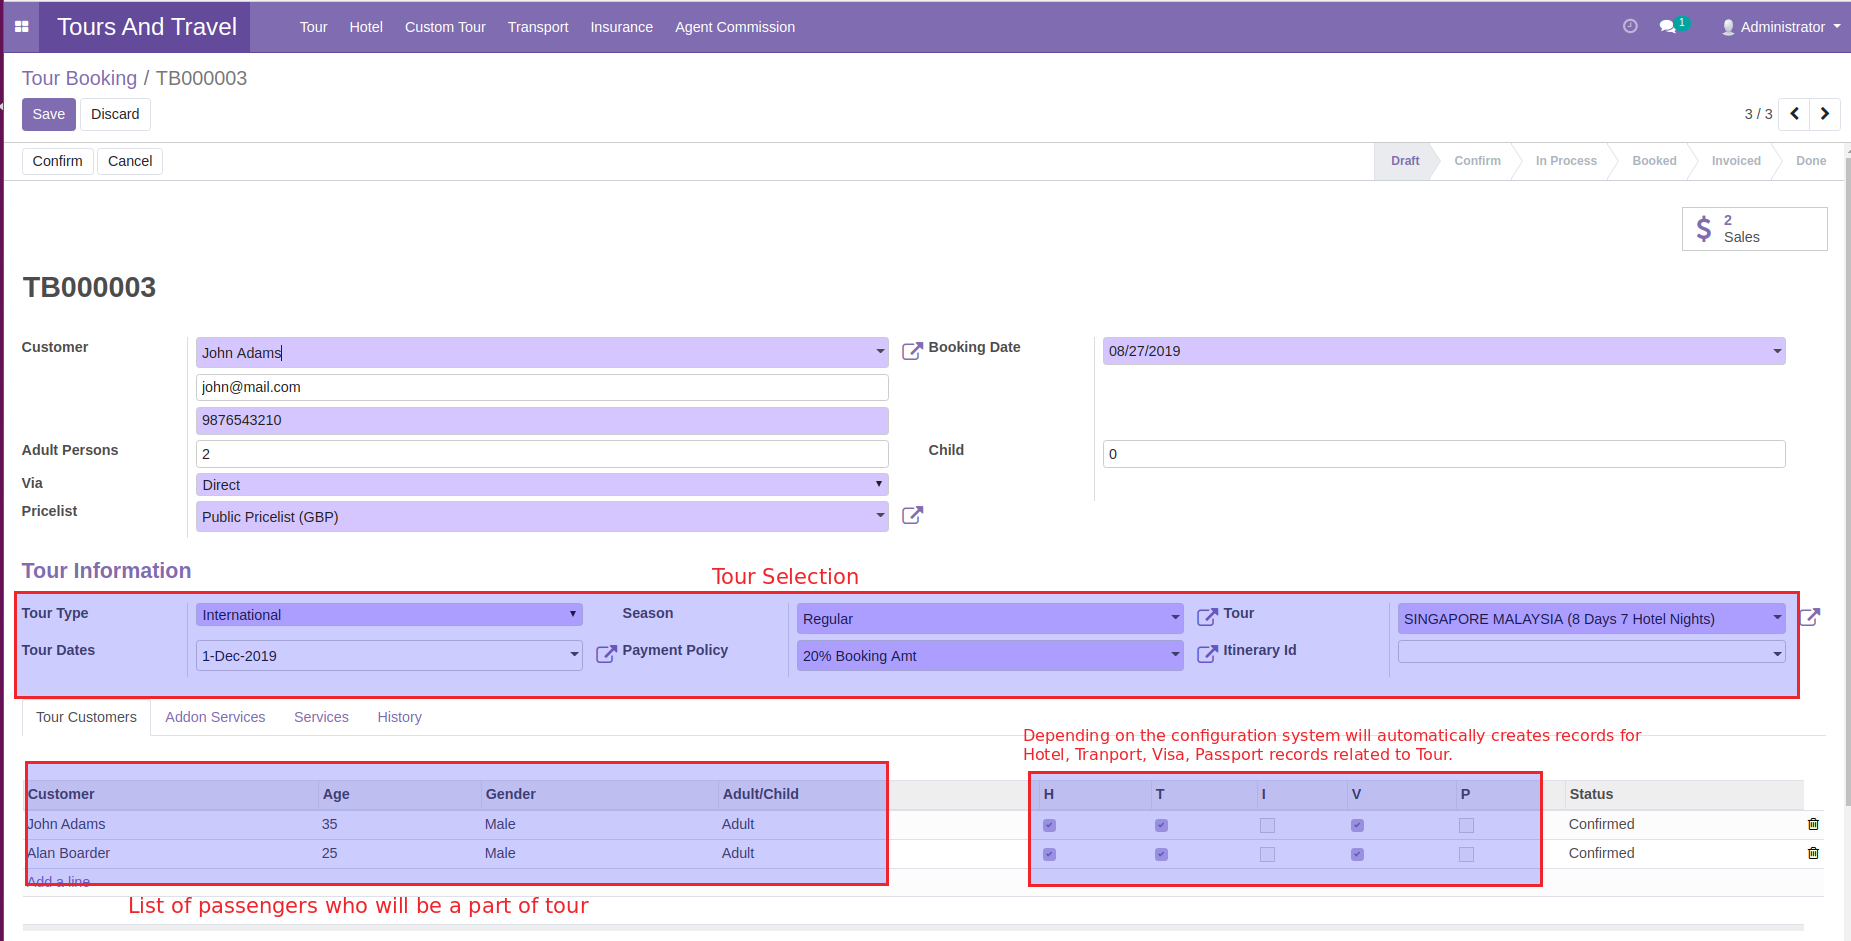 Tours And Travel Tour Hotel Custom Tour Transport Insurance Agent Commission 1 Administrator
Tour Booking / TB000003
Save Discard 3 / 3
Confirm Cancel Draft Confirm In Process Booked Invoiced Done
2
Sales
TB000003
Customer John Adams Booking Date 08/27/2019
john@mail.com
9876543210
Adult Persons 2 Child 0
Via Direct
Pricelist Public Pricelist (GBP)
Tour Information
Tour Selection
Tour Type International Season Regular Tour SINGAPORE MALAYSIA (8 Days 7 Hotel Nights)
Tour Dates 1-Dec-2019 Payment Policy 20% Booking Amt Itinerary Id
Tour Customers Addon Services Services History
Depending on the configuration system will automatically creates records for
Hotel, Tranport, Visa, Passport records related to Tour.
Customer Age Gender Adult/Child H T I V P Status
John Adams 35 Male Adult Confirmed
Alan Boarder 25 Male Adult Confirmed
Add a line
List of passengers who will be a part of tour